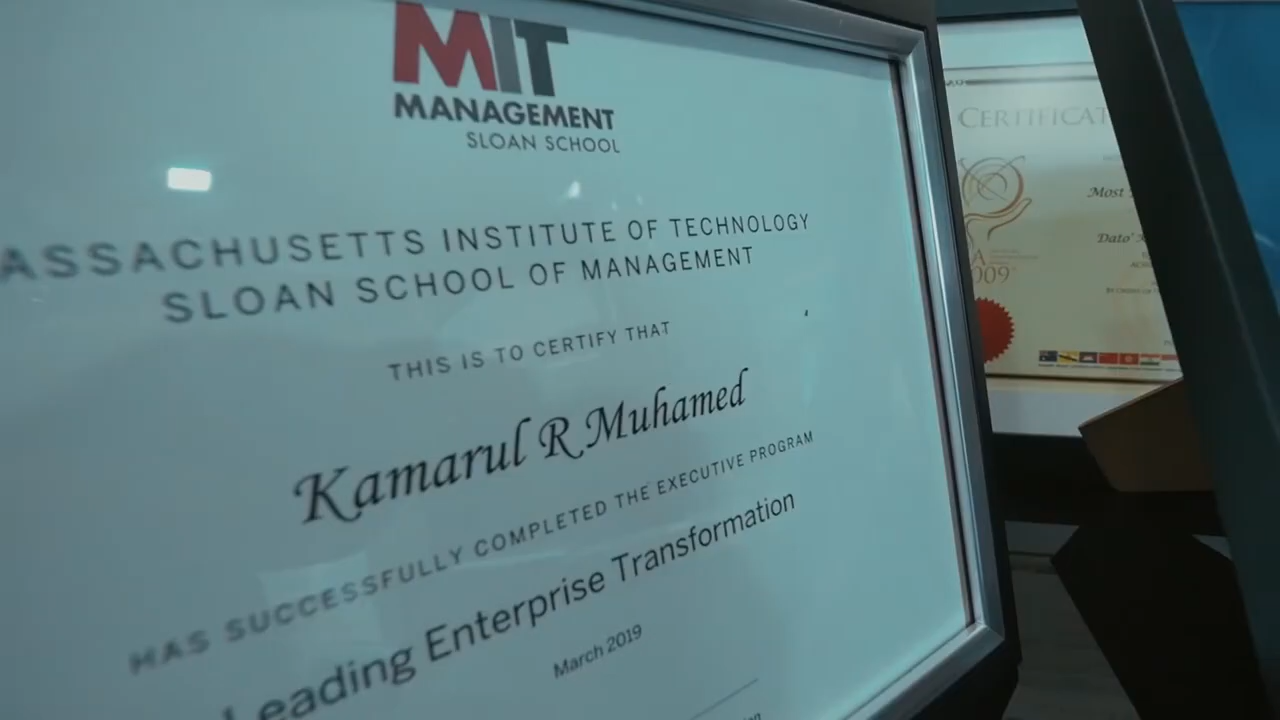 MIT
MANAGEMENT
SLOAN SCHOOL
ASSACHUSETTS INSTITUTE OF TECHNOLOGY
SLOAN SCHOOL OF MANAGEMENT
THIS IS TO CERTIFY THAT
Kamarul R Muhamed
HAS SUCCESSFULLY COMPLETED THE EXECUTIVE PROGRAM
Leading Enterprise Transformation
March 2019
CERTIFICAT
Most
Dato'
009